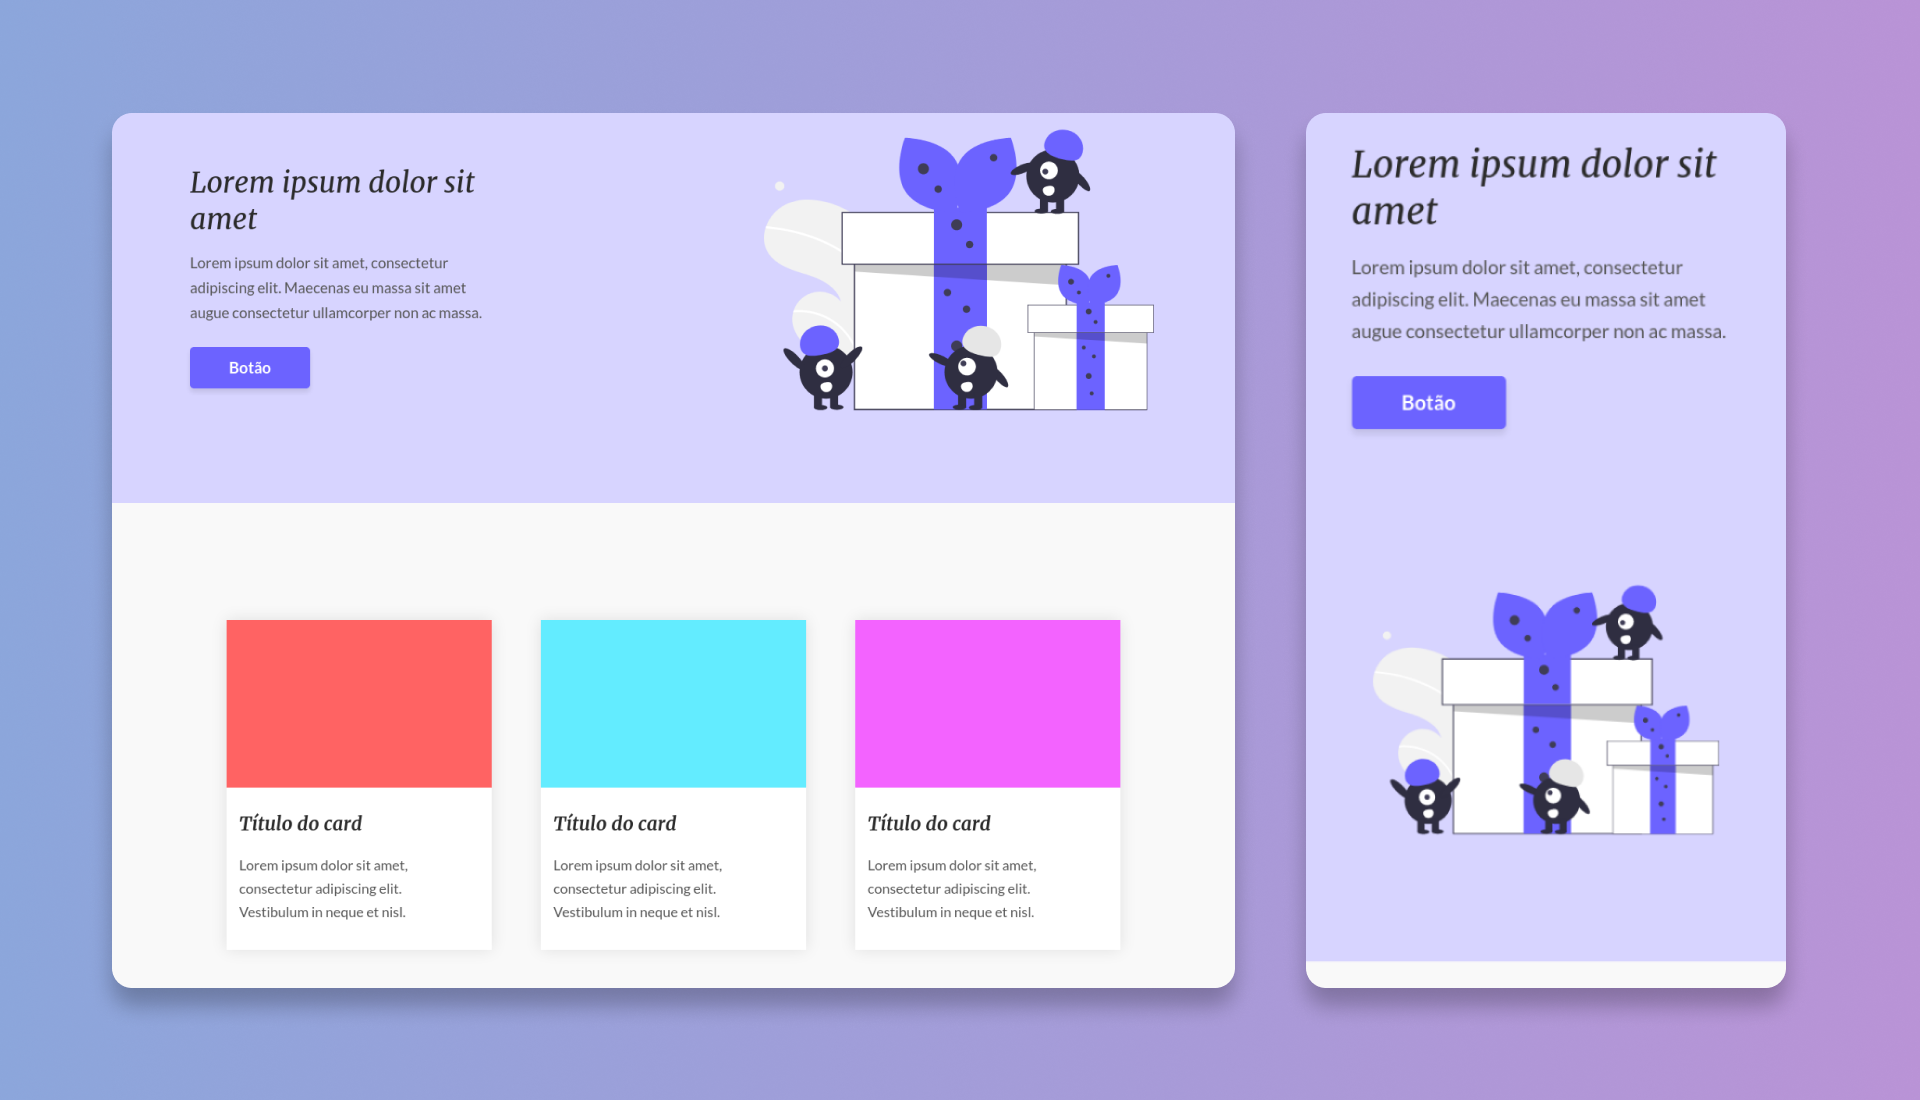 Lorem ipsum dolor sit
amet
Lorem ipsum dolor sit amet, consectetur
adipiscing elit. Maecenas eu massa sit amet
augue consectetur ullamcorper non ac massa.
Botão
Título do card
Lorem ipsum dolor sit amet,
consectetur adipiscing elit.
Vestibulum in neque et nisl.
Título do card
Lorem ipsum dolor sit amet,
consectetur adipiscing elit.
Vestibulum in neque et nisl.
Título do card
Lorem ipsum dolor sit amet,
consectetur adipiscing elit.
Vestibulum in neque et nisl.
Lorem ipsum dolor sit
amet
Lorem ipsum dolor sit amet, consectetur
adipiscing elit. Maecenas eu massa sit amet
augue consectetur ullamcorper non ac massa.
Botão